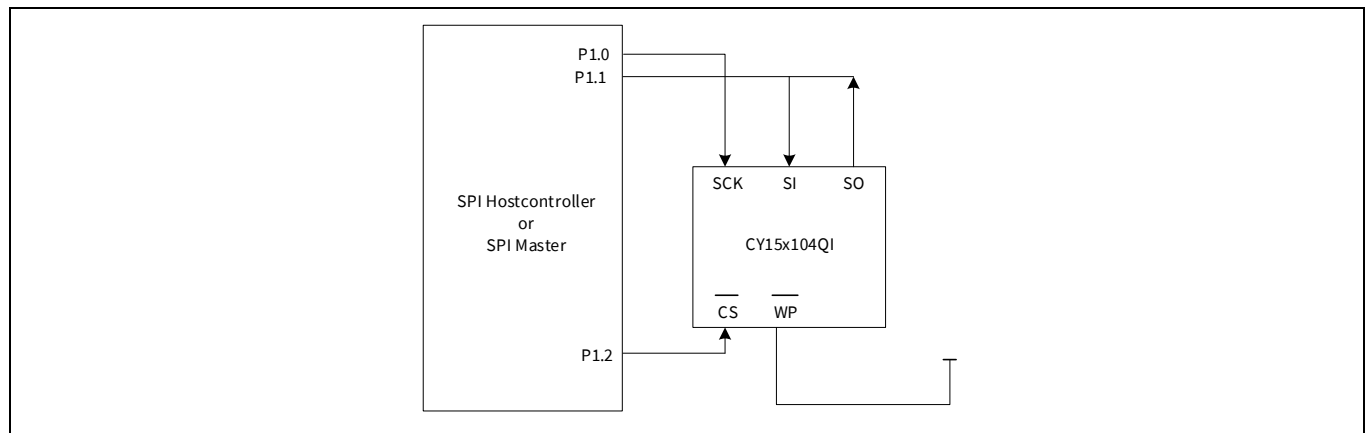 P1.0
P1.1
SCK SI SO
SPI Hostcontroller
or
SPI Master
CY15x104QI
CS WP
P1.2